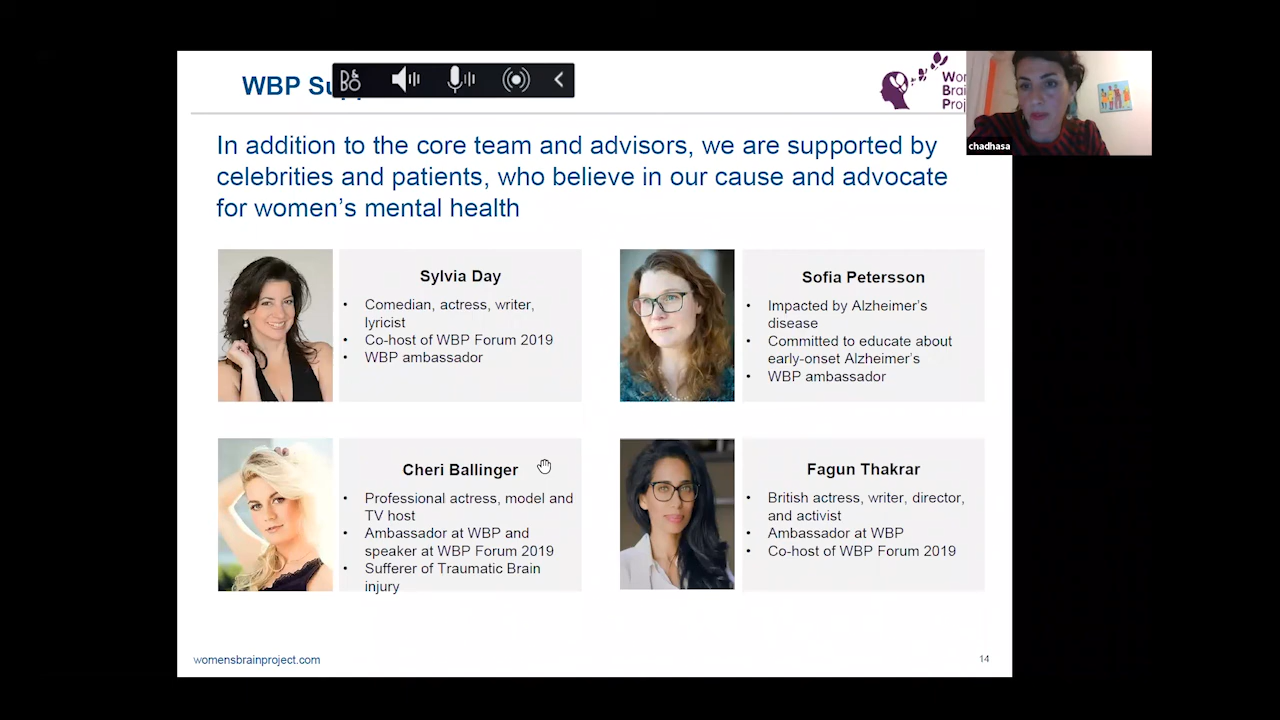 WBP Su
B&O
Wo
Bra
Pro
chadhasa
In addition to the core team and advisors, we are supported by
celebrities and patients, who believe in our cause and advocate
for women's mental health
Sylvia Day
• Comedian, actress, writer,
lyricist
• Co-host of WBP Forum 2019
• WBP ambassador
Sofia Petersson
• Impacted by Alzheimer's
disease
• Committed to educate about
early-onset Alzheimer's
• WBP ambassador
Cheri Ballinger
• Professional actress, model and
TV host
• Ambassador at WBP and
speaker at WBP Forum 2019
• Sufferer of Traumatic Brain
injury
Fagun Thakrar
• British actress, writer, director,
and activist
• Ambassador at WBP
• Co-host of WBP Forum 2019
womensbrainproject.com
14